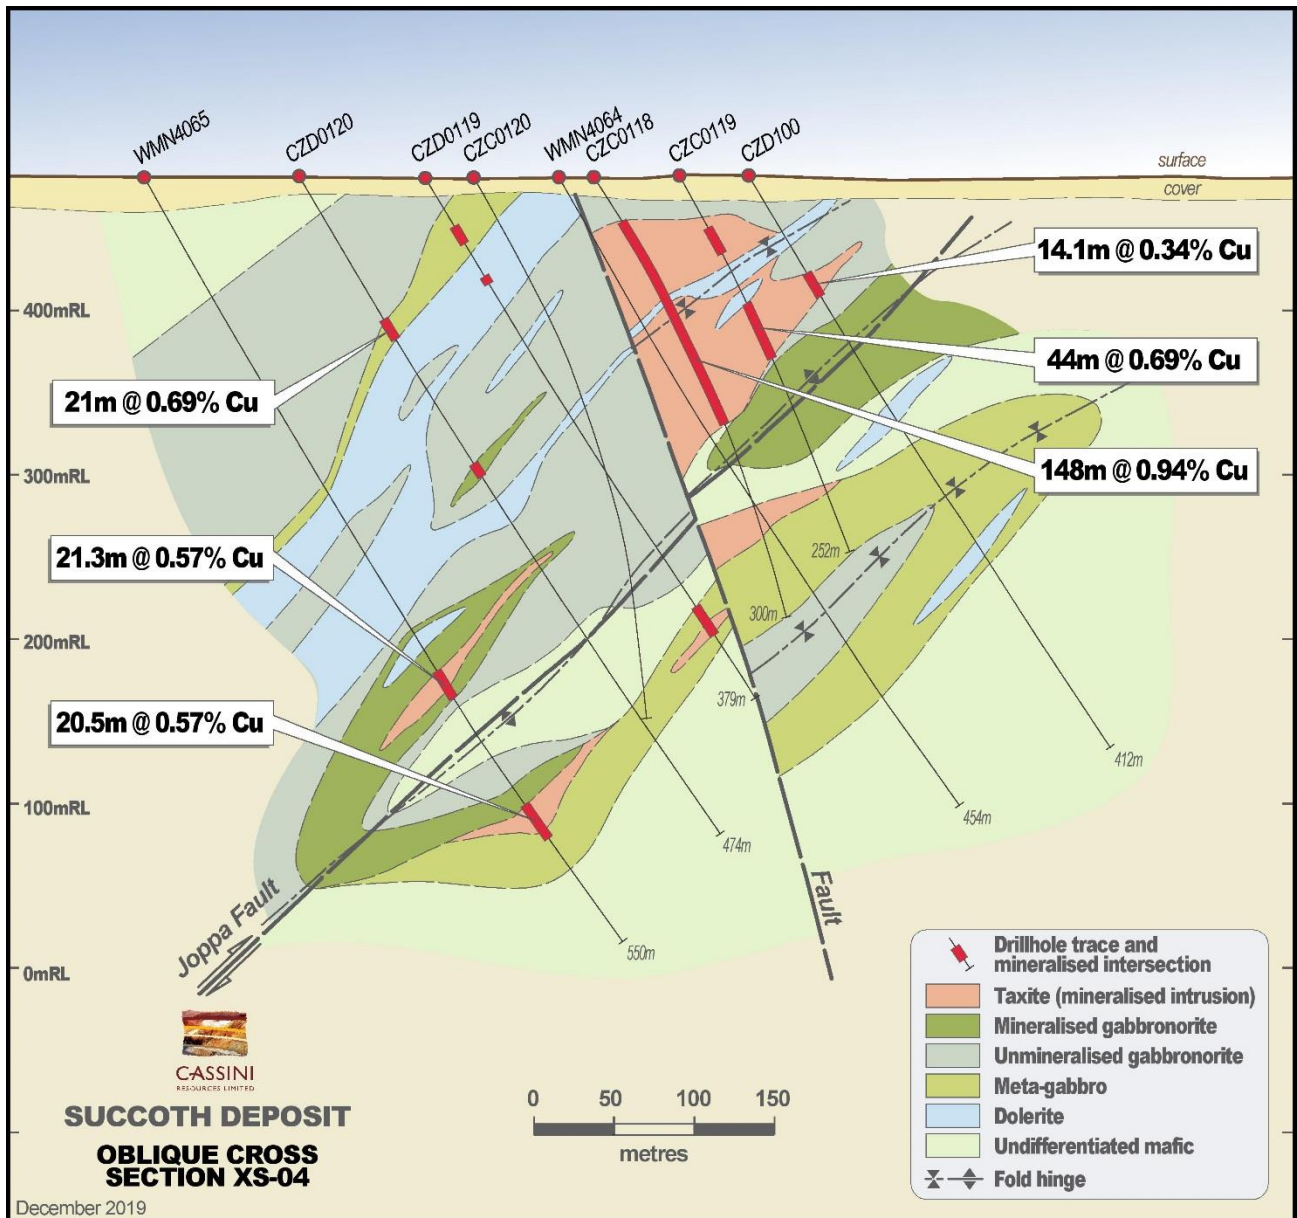 WMN4065
CZD0120
CZD0119
CZC0120
WMN4064
CZC0118
CZC0119
CZD100
surface
cover
14.1m @ 0.34% Cu
400mRL
44m @ 0.69% Cu
21m @ 0.69% Cu
148m @ 0.94% Cu
300mRL
21.3m @ 0.57% Cu
252m
300m
200mRL
379m
20.5m @ 0.57% Cu
412m
100mRL
454m
474m
Fault
Joppa Fault
550m
0mRL
Drillhole trace and
mineralised intersection
Taxite (mineralised intrusion)
Mineralised gabbronorite
Unmineralised gabbronorite
Meta-gabbro
Dolerite
Undifferentiated mafic
Fold hinge
CASSINI
RESOURCES LIMITED
0 50 100 150
metres
SUCCOTH DEPOSIT
OBLIQUE CROSS
SECTION XS-04
December 2019